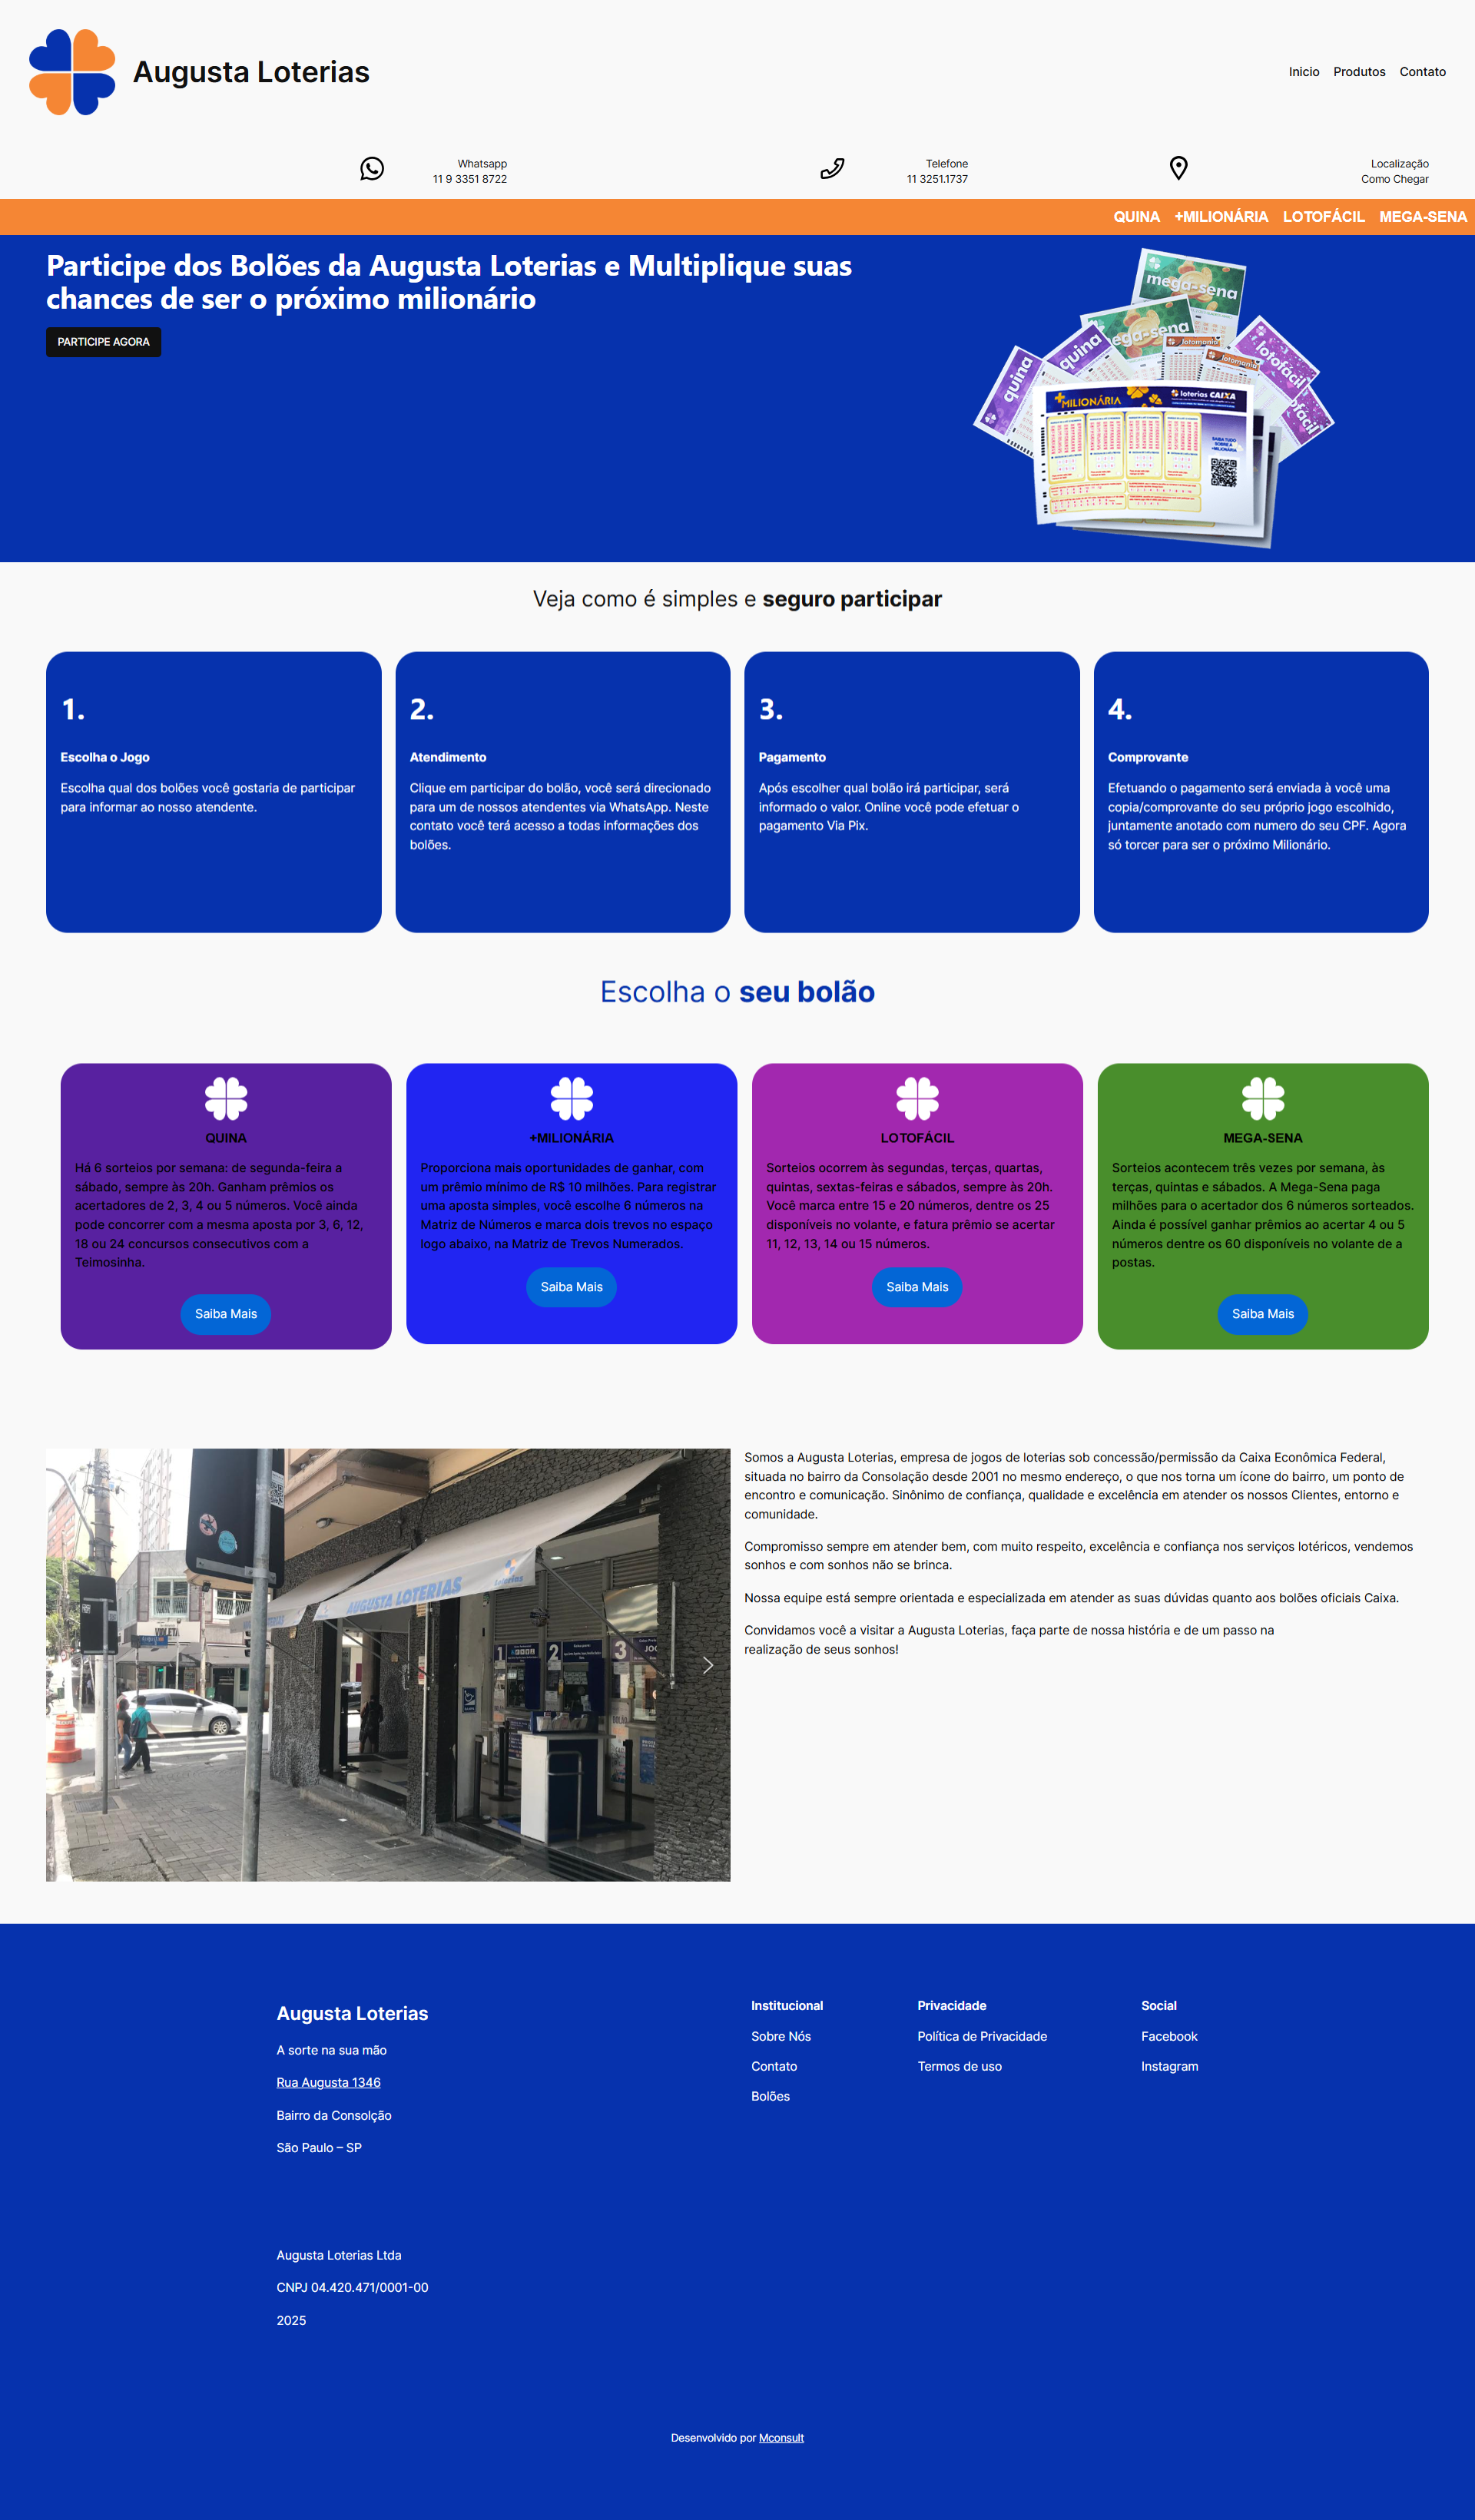 Augusta Loterias
Inicio Produtos Contato
Whatsapp
11 9 3351 8722
Telefone
11 3251.1737
Localização
Como Chegar
QUINA +MILIONÁRIA LOTOFÁCIL MEGA-SENA
Participe dos Bolões da Augusta Loterias e Multiplique suas
chances de ser o próximo milionário
PARTICIPE AGORA
mega-sena
ega-sena
quina
quina
lotomania
lotomania
lotofácil
ofácil
+MILIONÁRIA
loterias CAIXA
Veja como é simples e seguro participar
1.
Escolha o Jogo
Escolha qual dos bolões você gostaria de participar
para informar ao nosso atendente.
2.
Atendimento
Clique em participar do bolão, você será direcionado
para um de nossos atendentes via WhatsApp. Neste
contato você terá acesso a todas informações dos
bolões.
3.
Pagamento
Após escolher qual bolão irá participar, será
informado o valor. Online você pode efetuar o
pagamento Via Pix.
4.
Comprovante
Efetuando o pagamento será enviada à você uma
copia/comprovante do seu próprio jogo escolhido,
juntamente anotado com numero do seu CPF. Agora
só torcer para ser o próximo Milionário.
Escolha o seu bolão
QUINA
Há 6 sorteios por semana: de segunda-feira a
sábado, sempre às 20h. Ganham prêmios os
acertadores de 2, 3, 4 ou 5 números. Você ainda
pode concorrer com a mesma aposta por 3, 6, 12,
18 ou 24 concursos consecutivos com a
Teimosinha.
Saiba Mais
+MILIONÁRIA
Proporciona mais oportunidades de ganhar, com
um prêmio mínimo de R$ 10 milhões. Para registrar
uma aposta simples, você escolhe 6 números na
Matriz de Números e marca dois trevos no espaço
logo abaixo, na Matriz de Trevos Numerados.
Saiba Mais
LOTOFÁCIL
Sorteios ocorrem às segundas, terças, quartas,
quintas, sextas-feiras e sábados, sempre às 20h.
Você marca entre 15 e 20 números, dentre os 25
disponíveis no volante, e fatura prêmio se acertar
11, 12, 13, 14 ou 15 números.
Saiba Mais
MEGA-SENA
Sorteios acontecem três vezes por semana, às
terças, quintas e sábados. A Mega-Sena paga
milhões para o acertador dos 6 números sorteados.
Ainda é possível ganhar prêmios ao acertar 4 ou 5
números dentre os 60 disponíveis no volante de a
postas.
Saiba Mais
AUGUSTA LOTERIAS
Loterias
VIOLETA
1
2
3
Somos a Augusta Loterias, empresa de jogos de loterias sob concessão/permissão da Caixa Econômica Federal,
situada no bairro da Consolação desde 2001 no mesmo endereço, o que nos torna um ícone do bairro, um ponto de
encontro e comunicação. Sinônimo de confiança, qualidade e excelência em atender os nossos Clientes, entorno e
comunidade.
Compromisso sempre em atender bem, com muito respeito, excelência e confiança nos serviços lotéricos, vendemos
sonhos e com sonhos não se brinca.
Nossa equipe está sempre orientada e especializada em atender as suas dúvidas quanto aos bolões oficiais Caixa.
Convidamos você a visitar a Augusta Loterias, faça parte de nossa história e de um passo na
realização de seus sonhos!
Augusta Loterias
A sorte na sua mão
Rua Augusta 1346
Bairro da Consolção
São Paulo – SP
Augusta Loterias Ltda
CNPJ 04.420.471/0001-00
2025
Institucional
Sobre Nós
Contato
Bolões
Privacidade
Política de Privacidade
Termos de uso
Social
Facebook
Instagram
Desenvolvido por Mconsult